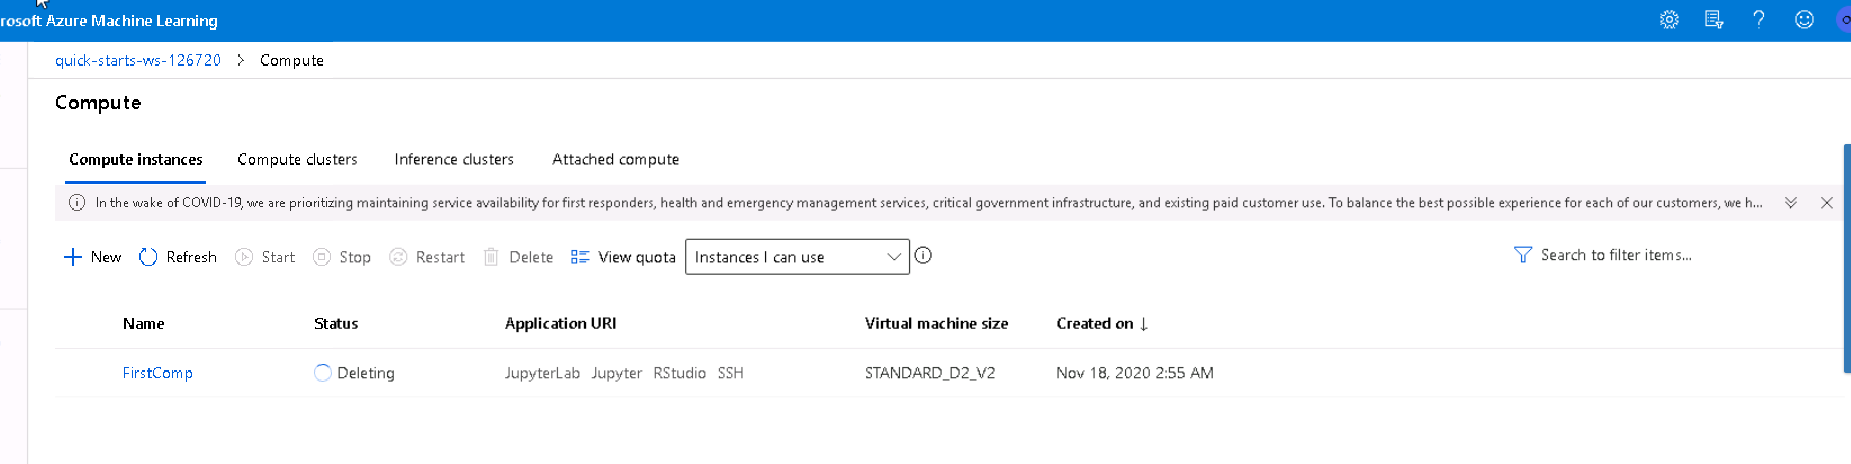 rosoft Azure Machine Learning
quick-starts-ws-126720 > Compute
Compute
Compute instances Compute clusters Inference clusters Attached compute
In the wake of COVID-19, we are prioritizing maintaining service availability for first responders, health and emergency management services, critical government infrastructure, and existing paid customer use. To balance the best possible experience for each of our customers, we h...
New Refresh Start Stop Restart Delete View quota Instances I can use Search to filter items...
Name Status Application URI Virtual machine size Created on ↓
FirstComp Deleting JupyterLab Jupyter RStudio SSH STANDARD_D2_V2 Nov 18, 2020 2:55 AM